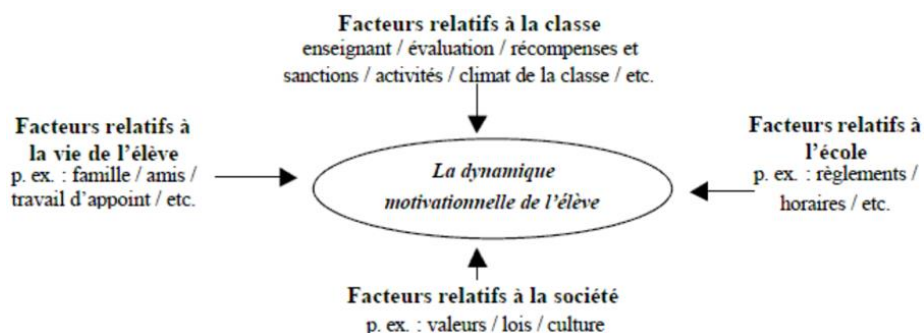 Facteurs relatifs à la classe
enseignant / évaluation / récompenses et
sanctions / activités / climat de la classe / etc.
Facteurs relatifs à
la vie de l'élève
p. ex. : famille / amis /
travail d'appoint / etc.
La dynamique
motivationnelle de l'élève
Facteurs relatifs à
l'école
p. ex. : règlements /
horaires / etc.
Facteurs relatifs à la société
p. ex. : valeurs / lois / culture